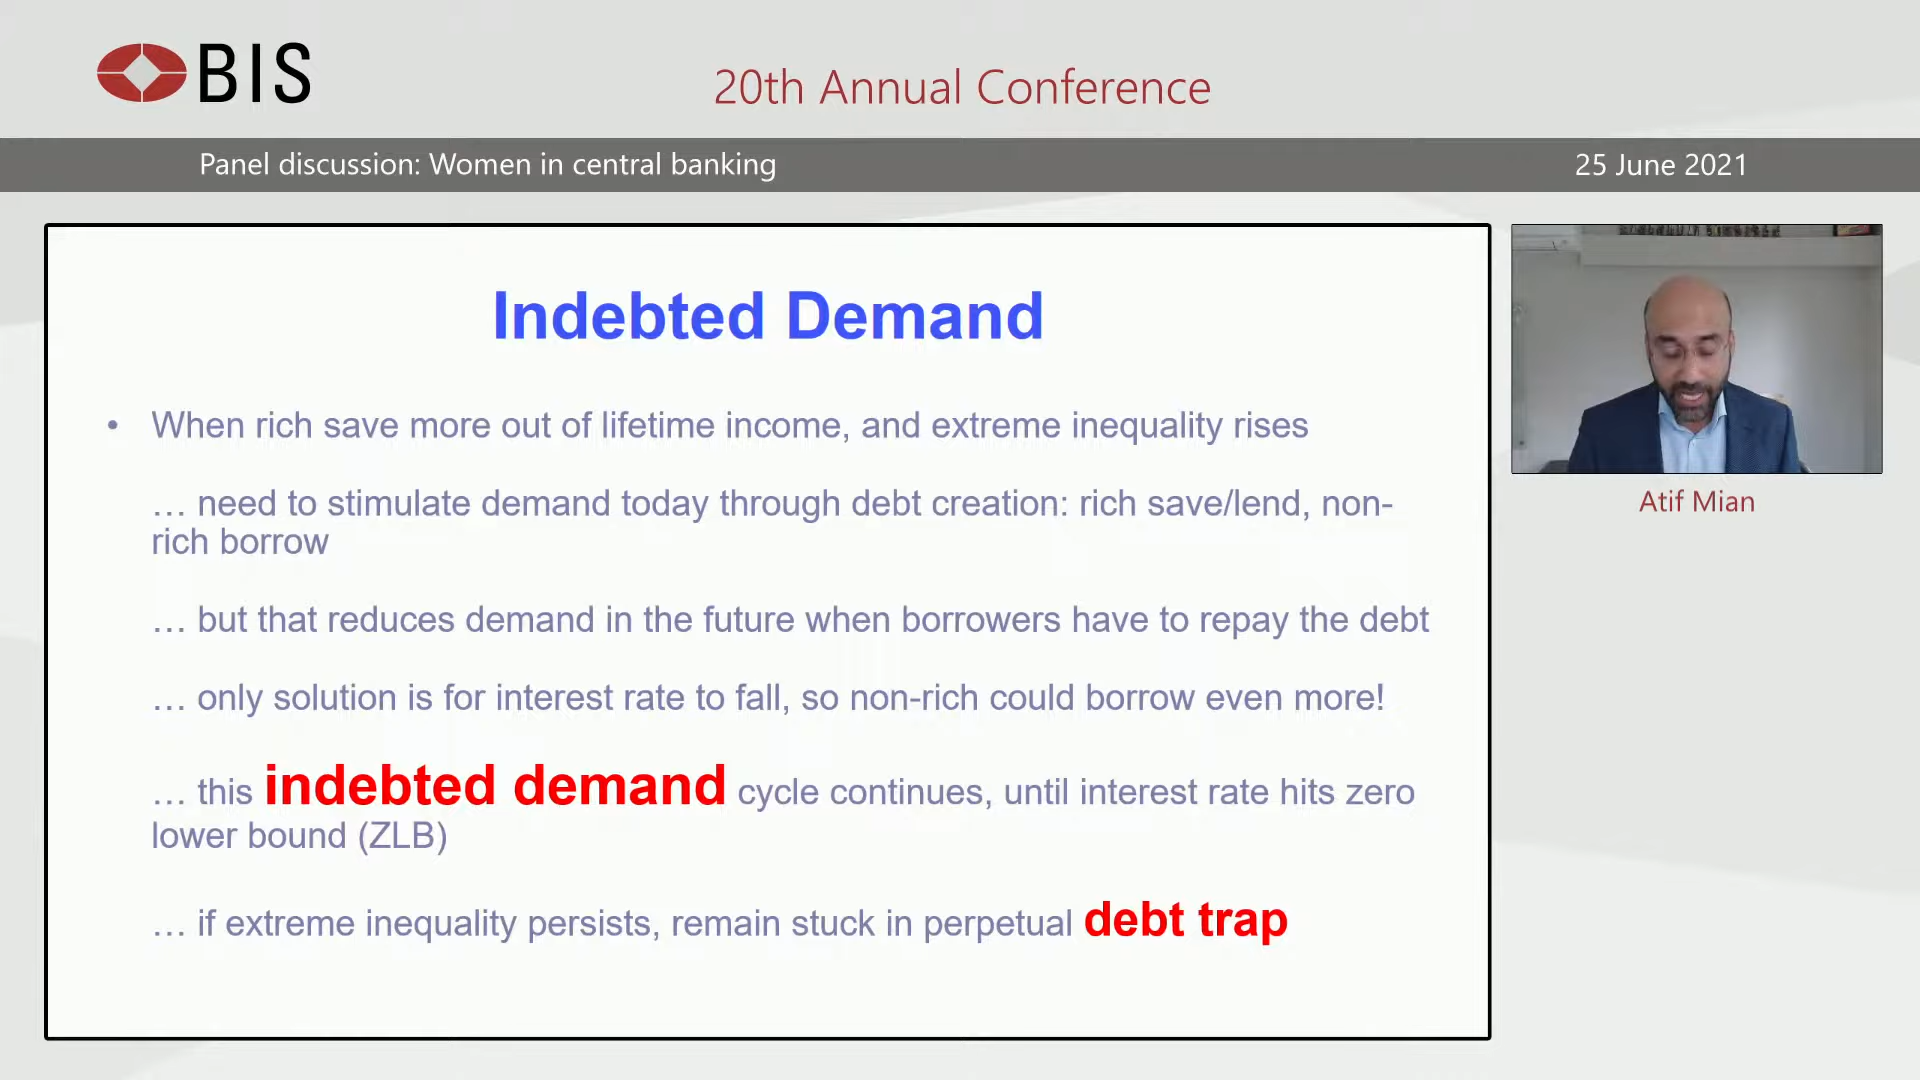 BIS
20th Annual Conference
Panel discussion: Women in central banking
25 June 2021
Indebted Demand
• When rich save more out of lifetime income, and extreme inequality rises
… need to stimulate demand today through debt creation: rich save/lend, non-
rich borrow
… but that reduces demand in the future when borrowers have to repay the debt
… only solution is for interest rate to fall, so non-rich could borrow even more!
… this indebted demand cycle continues, until interest rate hits zero
lower bound (ZLB)
… if extreme inequality persists, remain stuck in perpetual debt trap
Atif Mian